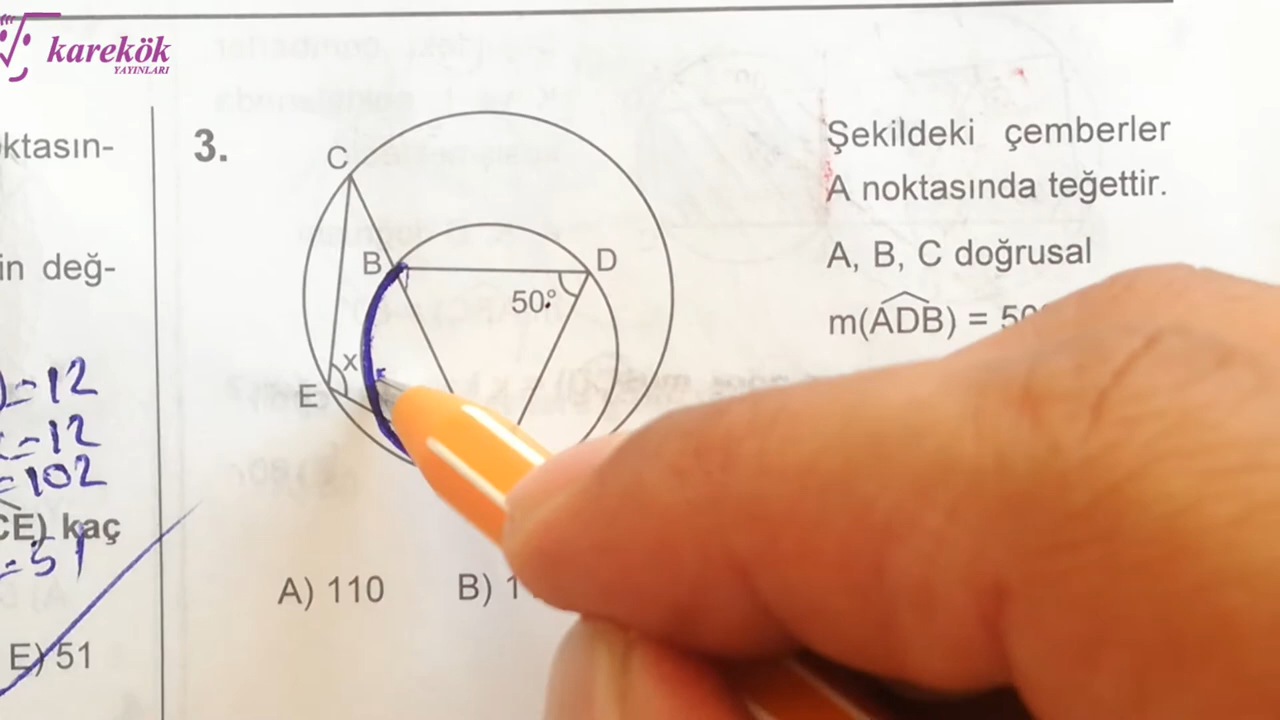 karekök
YAYINLARI
ktasın-
in değ-
)=12
=12
=102
CE) kaç
=51
E) 51
3.
C
B
D
50°
x
E
Şekildeki çemberler
A noktasında teğettir.
A, B, C doğrusal
m(ADB) = 50
A) 110
B) 1